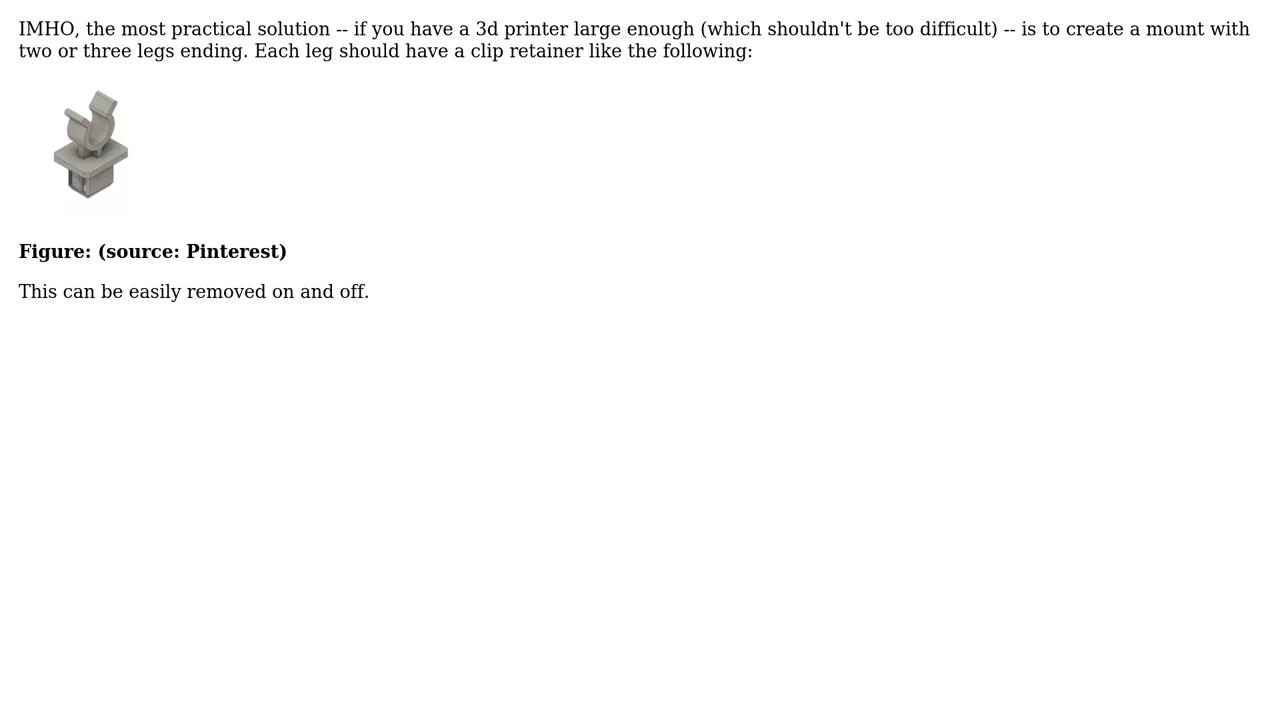 IMHO, the most practical solution -- if you have a 3d printer large enough (which shouldn't be too difficult) -- is to create a mount with
two or three legs ending. Each leg should have a clip retainer like the following:
Figure: (source: Pinterest)
This can be easily removed on and off.